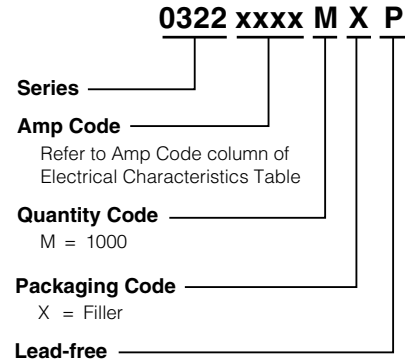 0322 xxxx M X P
Series
Amp Code
Refer to Amp Code column of
Electrical Characteristics Table
Quantity Code
M = 1000
Packaging Code
X = Filler
Lead-free